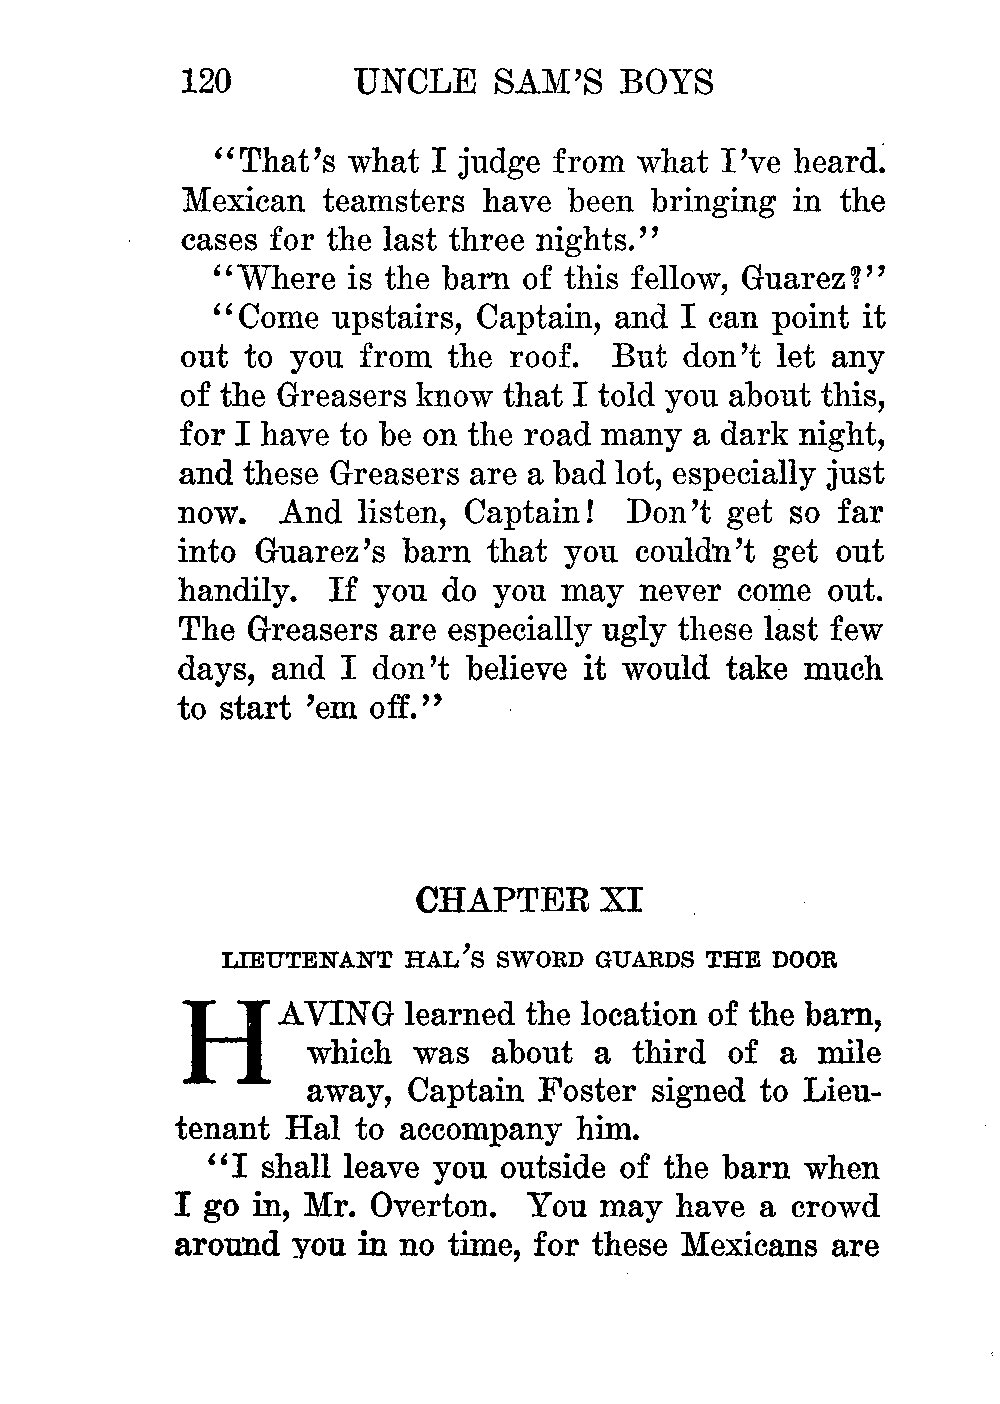 120 UNCLE SAM'S BOYS
"That's what I judge from what I've heard.
Mexican teamsters have been bringing in the
cases for the last three nights."
"Where is the barn of this fellow, Guarez?"
"Come upstairs, Captain, and I can point it
out to you from the roof. But don't let any
of the Greasers know that I told you about this,
for I have to be on the road many a dark night,
and these Greasers are a bad lot, especially just
now. And listen, Captain! Don't get so far
into Guarez's barn that you couldn't get out
handily. If you do you may never come out.
The Greasers are especially ugly these last few
days, and I don't believe it would take much
to start 'em off."
CHAPTER XI
LIEUTENANT HAL'S SWORD GUARDS THE DOOR
HAVING learned the location of the barn,
which was about a third of a mile
away, Captain Foster signed to Lieu-
tenant Hal to accompany him.
"I shall leave you outside of the barn when
I go in, Mr. Overton. You may have a crowd
around you in no time, for these Mexicans are